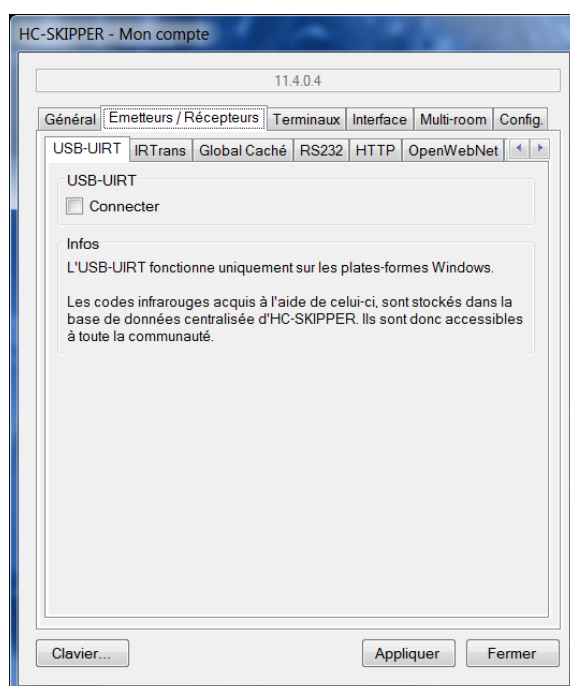 HC-SKIPPER - Mon compte
11.4.0.4
Général Emetteurs / Récepteurs Terminaux Interface Multi-room Config.
USB-UIRT IRTrans Global Caché RS232 HTTP OpenWebNet
USB-UIRT
Connecter
Infos
L'USB-UIRT fonctionne uniquement sur les plates-formes Windows.
Les codes infrarouges acquis à l'aide de celui-ci, sont stockés dans la
base de données centralisée d'HC-SKIPPER. Ils sont donc accessibles
à toute la communauté.
Clavier... Appliquer Fermer